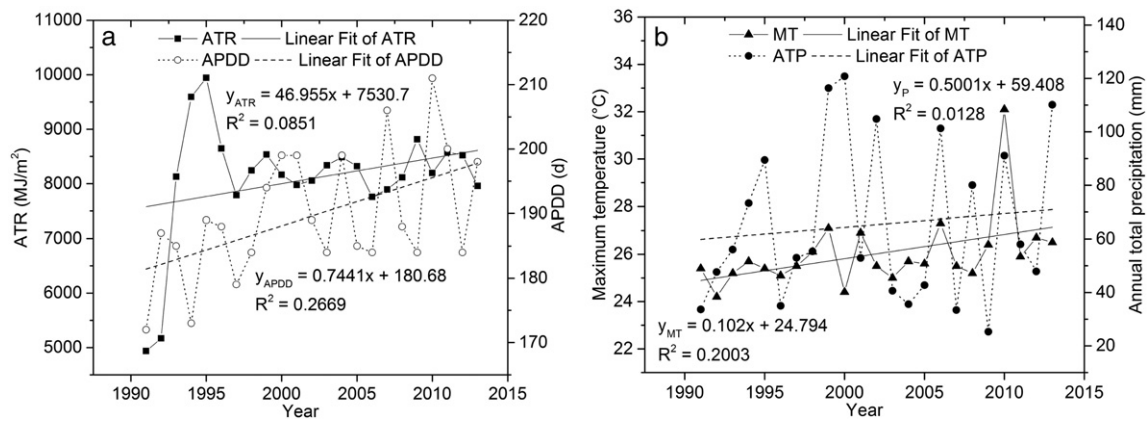 a
ATR
Linear Fit of ATR
APDD
Linear Fit of APDD
y_ATR = 46.955x + 7530.7
R² = 0.0851
y_APDD = 0.7441x + 180.68
R² = 0.2669
11000
10000
9000
8000
7000
6000
5000
ATR (MJ/m²)
220
210
200
190
180
170
APDD (d)
1990 1995 2000 2005 2010 2015
Year
b
MT
Linear Fit of MT
ATP
Linear Fit of ATP
y_P = 0.5001x + 59.408
R² = 0.0128
y_MT = 0.102x + 24.794
R² = 0.2003
36
34
32
30
28
26
24
22
Maximum temperature (°C)
140
120
100
80
60
40
20
Annual total precipitation (mm)
1990 1995 2000 2005 2010 2015
Year